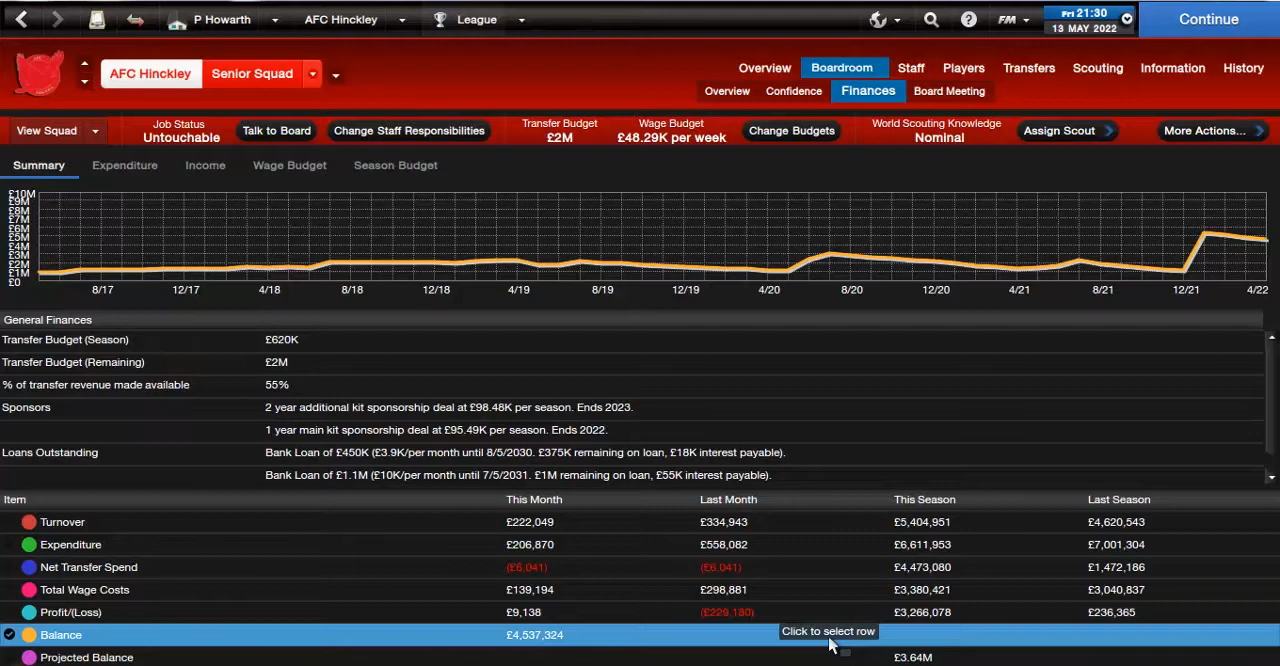 P Howarth AFC Hinckley League FM Fri 21:30 Continue
13 MAY 2022
AFC Hinckley Senior Squad Overview Boardroom Staff Players Transfers Scouting Information History
Overview Confidence Finances Board Meeting
View Squad Job Status Untouchable Talk to Board Change Staff Responsibilities Transfer Budget £2M Wage Budget £48.29K per week Change Budgets World Scouting Knowledge Nominal Assign Scout More Actions...
Summary Expenditure Income Wage Budget Season Budget
£10M
£9M
£8M
£7M
£6M
£5M
£4M
£3M
£2M
£1M
£0
8/17 12/17 4/18 8/18 12/18 4/19 8/19 12/19 4/20 8/20 12/20 4/21 8/21 12/21 4/22
General Finances
Transfer Budget (Season) £620K
Transfer Budget (Remaining) £2M
% of transfer revenue made available 55%
Sponsors 2 year additional kit sponsorship deal at £98.48K per season. Ends 2023.
1 year main kit sponsorship deal at £95.49K per season. Ends 2022.
Loans Outstanding Bank Loan of £450K (£3.9K/per month until 8/5/2030. £375K remaining on loan, £18K interest payable).
Bank Loan of £1.1M (£10K/per month until 7/5/2031. £1M remaining on loan, £55K interest payable).
Item This Month Last Month This Season Last Season
Turnover £222,049 £334,943 £5,404,951 £4,620,543
Expenditure £206,870 £558,082 £6,611,953 £7,001,304
Net Transfer Spend (£6,041) (£6,041) £4,473,080 £1,472,186
Total Wage Costs £139,194 £298,881 £3,380,421 £3,040,837
Profit/(Loss) £9,138 (£229,180) £3,266,078 £236,365
Balance £4,537,324 Click to select row
Projected Balance £3.64M